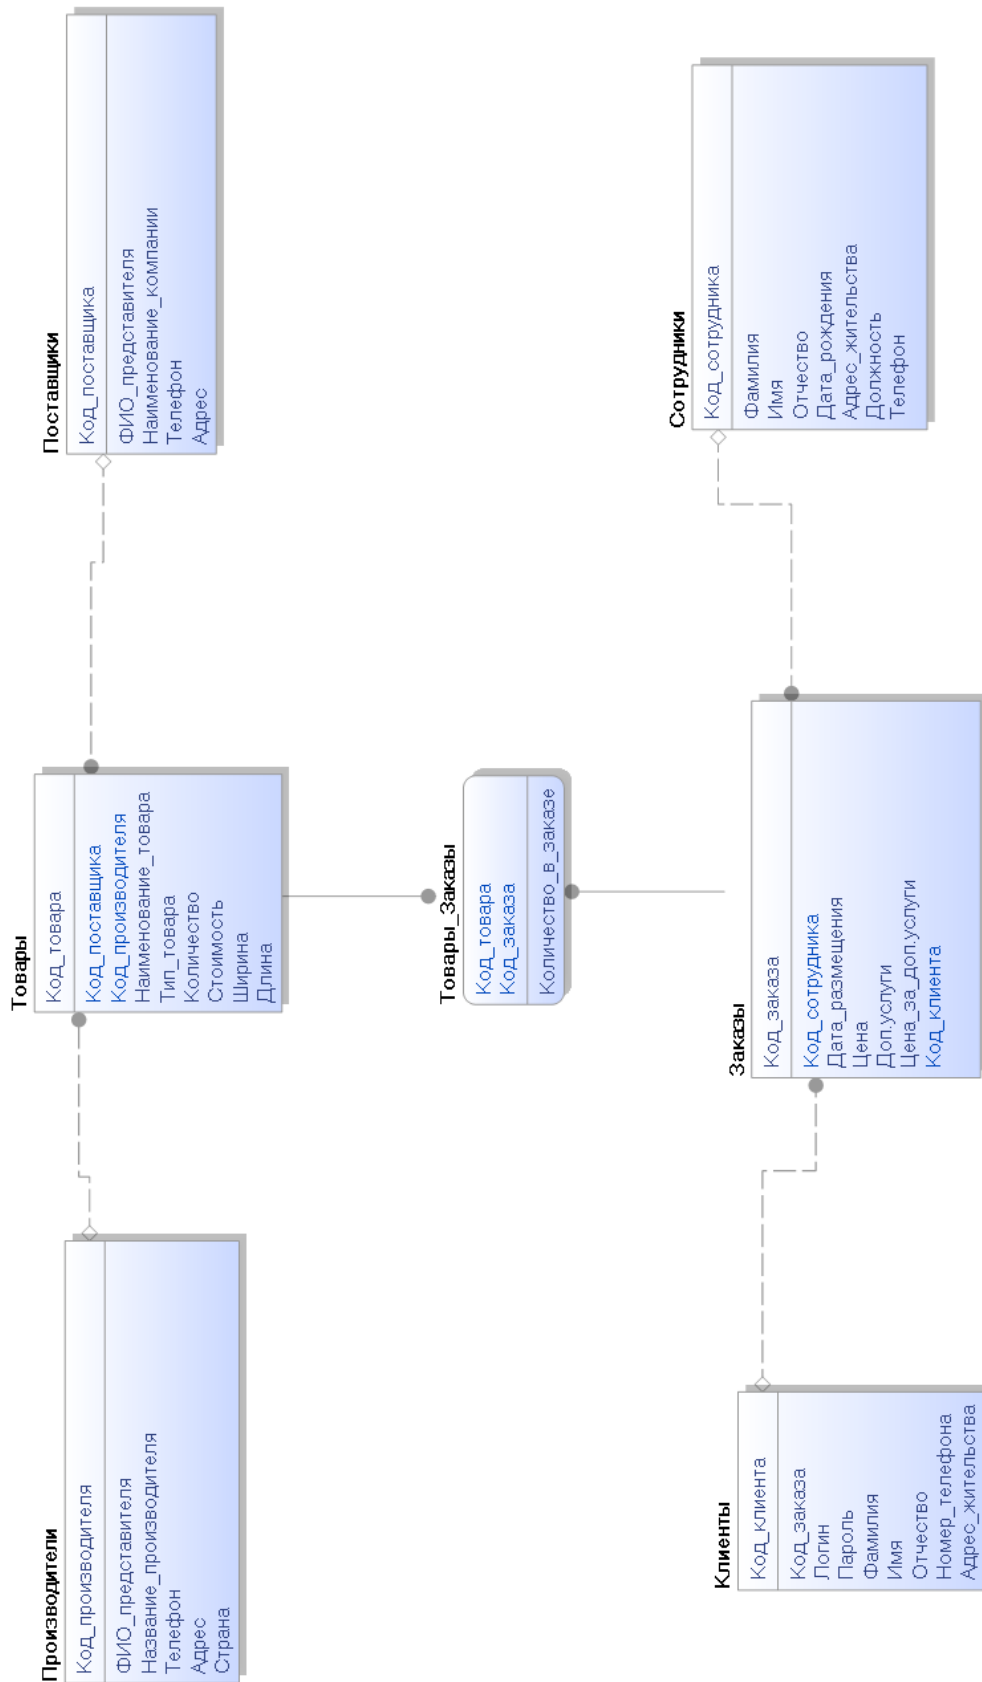 Производители
Код_производителя
ФИО_представителя
Название_производителя
Телефон
Адрес
Страна
Товары
Код_товара
Код_поставщика
Код_производителя
Наименование_товара
Тип_товара
Количество
Стоимость
Ширина
Длина
Поставщики
Код_поставщика
ФИО_представителя
Наименование_компании
Телефон
Адрес
Товары_Заказы
Код_товара
Код_заказа
Количество_в_заказе
Клиенты
Код_клиента
Код_заказа
Логин
Пароль
Фамилия
Имя
Отчество
Номер_телефона
Адрес_жительства
Заказы
Код_заказа
Код_сотрудника
Дата_размещения
Цена
Доп.услуги
Цена_за_доп.услуги
Код_клиента
Сотрудники
Код_сотрудника
Фамилия
Имя
Отчество
Дата_рождения
Адрес_жительства
Должность
Телефон